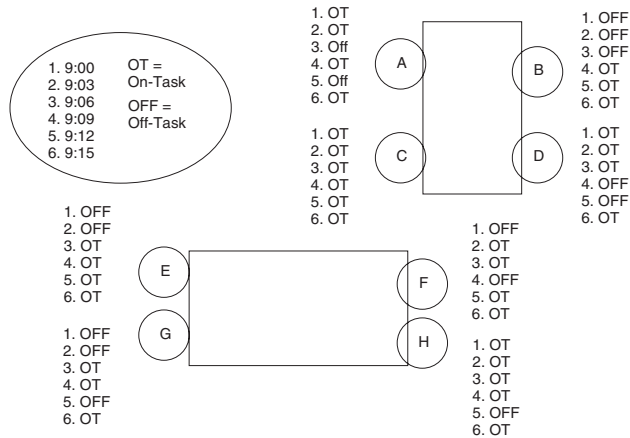 1. 9:00
2. 9:03
3. 9:06
4. 9:09
5. 9:12
6. 9:15
OT =
On-Task
OFF =
Off-Task
1. OT
2. OT
3. Off
4. OT
5. Off
6. OT
A
B
1. OFF
2. OFF
3. OFF
4. OT
5. OT
6. OT
1. OT
2. OT
3. OT
4. OT
5. OT
6. OT
C
D
1. OT
2. OT
3. OT
4. OFF
5. OFF
6. OT
1. OFF
2. OFF
3. OT
4. OT
5. OT
6. OT
E
F
1. OFF
2. OT
3. OT
4. OFF
5. OT
6. OT
1. OFF
2. OFF
3. OT
4. OT
5. OFF
6. OT
G
H
1. OT
2. OT
3. OT
4. OT
5. OFF
6. OT